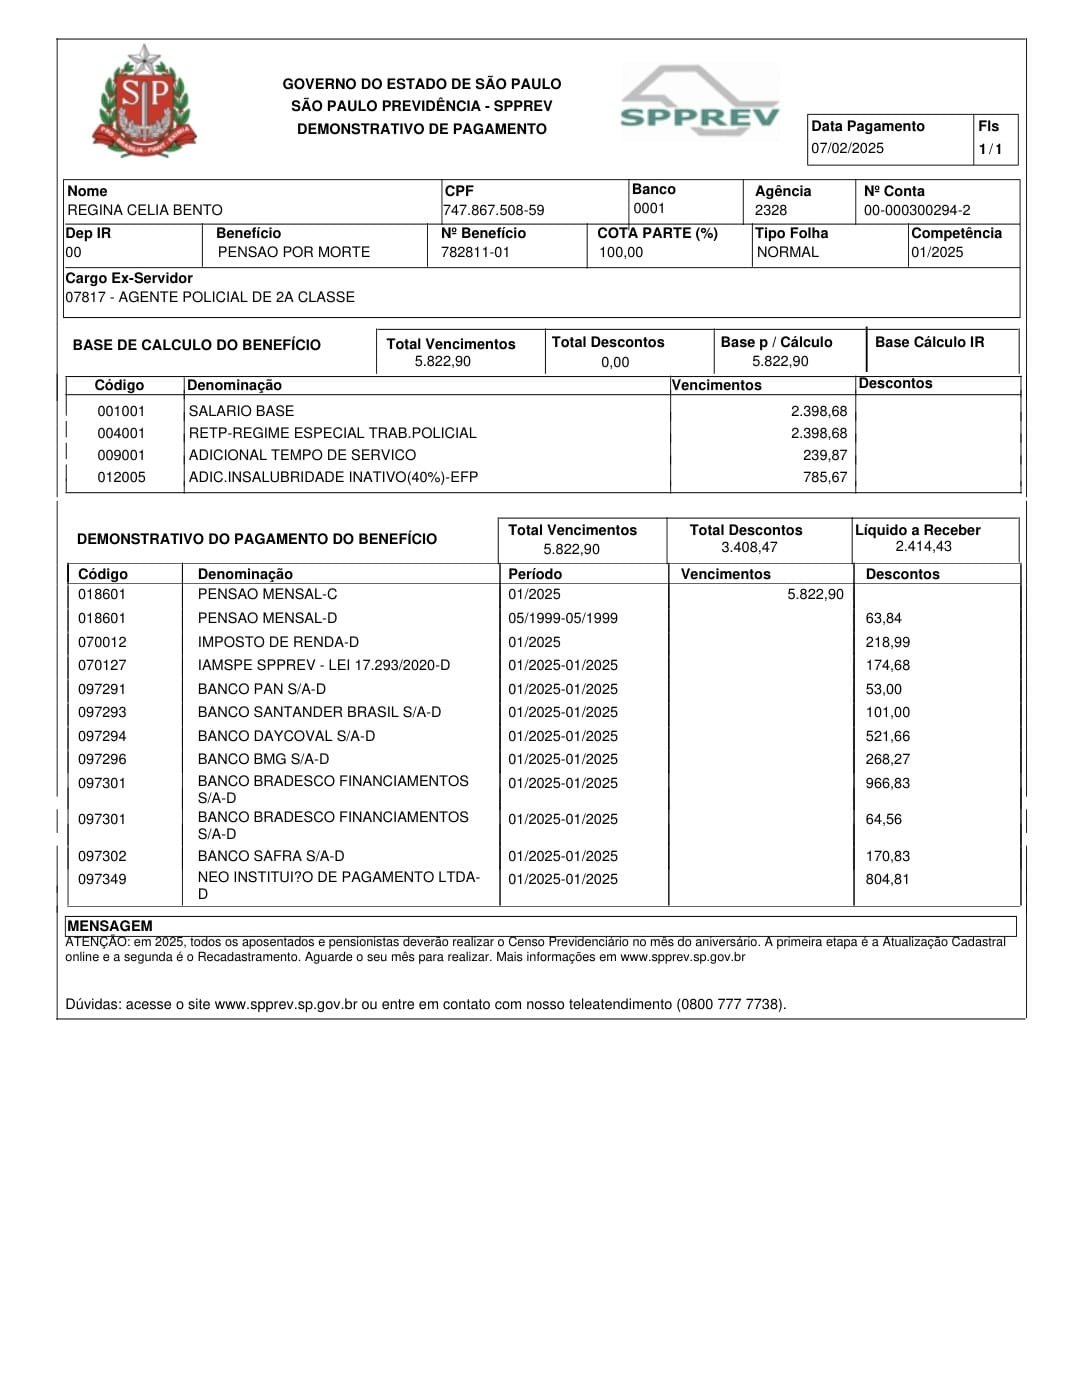 GOVERNO DO ESTADO DE SÃO PAULO
SÃO PAULO PREVIDÊNCIA - SPPREV
DEMONSTRATIVO DE PAGAMENTO
SP
SPPREV
Data Pagamento Fls
07/02/2025 1 / 1
Nome CPF Banco Agência Nº Conta
REGINA CELIA BENTO 747.867.508-59 0001 2328 00-000300294-2
Dep IR Benefício Nº Benefício COTA PARTE (%) Tipo Folha Competência
00 PENSAO POR MORTE 782811-01 100,00 NORMAL 01/2025
Cargo Ex-Servidor
07817 - AGENTE POLICIAL DE 2A CLASSE
BASE DE CALCULO DO BENEFÍCIO Total Vencimentos Total Descontos Base p / Cálculo Base Cálculo IR
5.822,90 0,00 5.822,90
Código Denominação Vencimentos Descontos
001001 SALARIO BASE 2.398,68
004001 RETP-REGIME ESPECIAL TRAB.POLICIAL 2.398,68
009001 ADICIONAL TEMPO DE SERVICO 239,87
012005 ADIC.INSALUBRIDADE INATIVO(40%)-EFP 785,67
DEMONSTRATIVO DO PAGAMENTO DO BENEFÍCIO Total Vencimentos Total Descontos Líquido a Receber
5.822,90 3.408,47 2.414,43
Código Denominação Período Vencimentos Descontos
018601 PENSAO MENSAL-C 01/2025 5.822,90
018601 PENSAO MENSAL-D 05/1999-05/1999 63,84
070012 IMPOSTO DE RENDA-D 01/2025 218,99
070127 IAMSPE SPPREV - LEI 17.293/2020-D 01/2025-01/2025 174,68
097291 BANCO PAN S/A-D 01/2025-01/2025 53,00
097293 BANCO SANTANDER BRASIL S/A-D 01/2025-01/2025 101,00
097294 BANCO DAYCOVAL S/A-D 01/2025-01/2025 521,66
097296 BANCO BMG S/A-D 01/2025-01/2025 268,27
097301 BANCO BRADESCO FINANCIAMENTOS 01/2025-01/2025 966,83
S/A-D
097301 BANCO BRADESCO FINANCIAMENTOS 01/2025-01/2025 64,56
S/A-D
097302 BANCO SAFRA S/A-D 01/2025-01/2025 170,83
097349 NEO INSTITUI?O DE PAGAMENTO LTDA- 01/2025-01/2025 804,81
D
MENSAGEM
ATENÇÃO: em 2025, todos os aposentados e pensionistas deverão realizar o Censo Previdenciário no mês do aniversário. A primeira etapa é a Atualização Cadastral
online e a segunda é o Recadastramento. Aguarde o seu mês para realizar. Mais informações em www.spprev.sp.gov.br
Dúvidas: acesse o site www.spprev.sp.gov.br ou entre em contato com nosso teleatendimento (0800 777 7738).